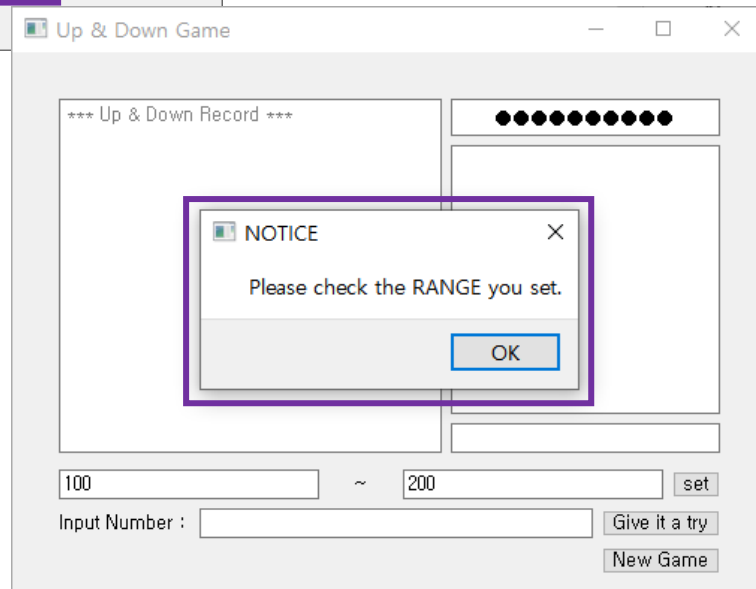 Up & Down Game
*** Up & Down Record ***
●●●●●●●●●●
NOTICE
Please check the RANGE you set.
OK
100 ~ 200 set
Input Number : Give it a try
New Game